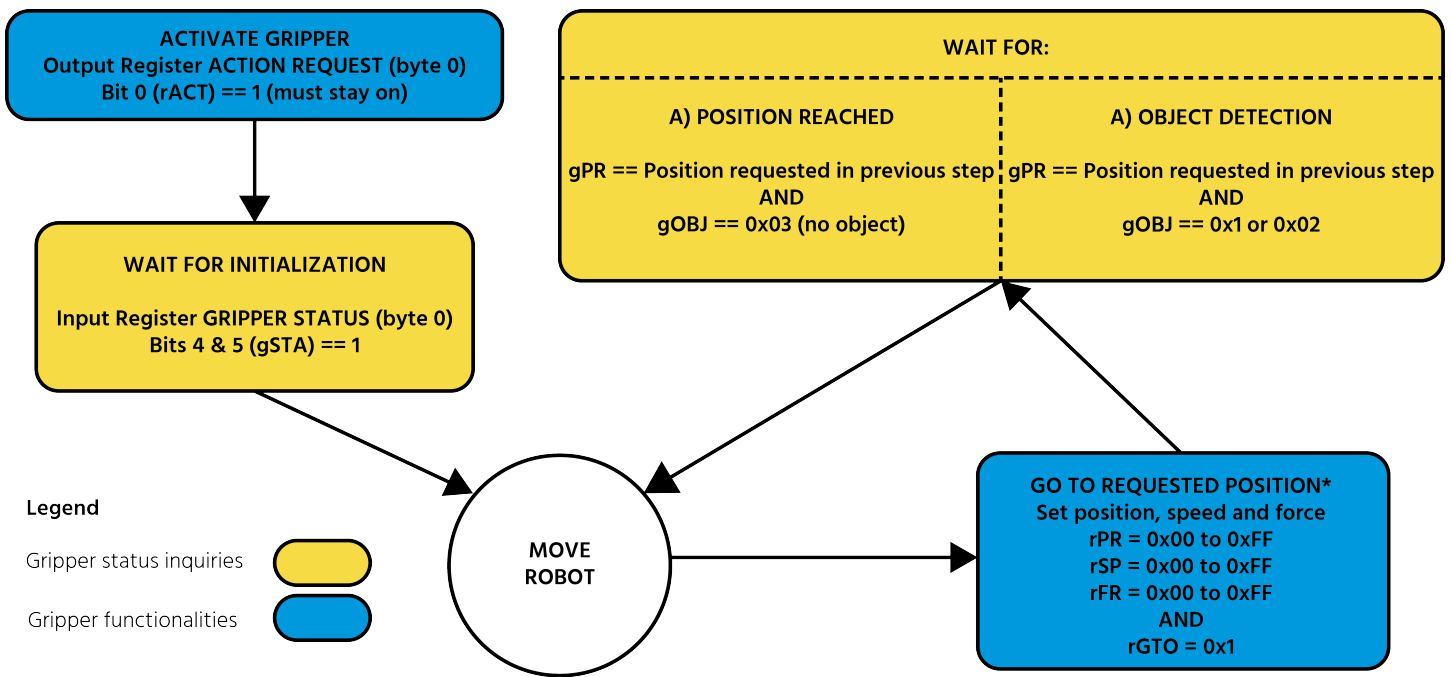 ACTIVATE GRIPPER
Output Register ACTION REQUEST (byte 0)
Bit 0 (rACT) == 1 (must stay on)
WAIT FOR INITIALIZATION
Input Register GRIPPER STATUS (byte 0)
Bits 4 & 5 (gSTA) == 1
WAIT FOR:
A) POSITION REACHED
gPR == Position requested in previous step
AND
gOBJ == 0x03 (no object)
A) OBJECT DETECTION
gPR == Position requested in previous step
AND
gOBJ == 0x1 or 0x02
MOVE
ROBOT
GO TO REQUESTED POSITION*
Set position, speed and force
rPR = 0x00 to 0xFF
rSP = 0x00 to 0xFF
rFR = 0x00 to 0xFF
AND
rGTO = 0x1
Legend
Gripper status inquiries
Gripper functionalities